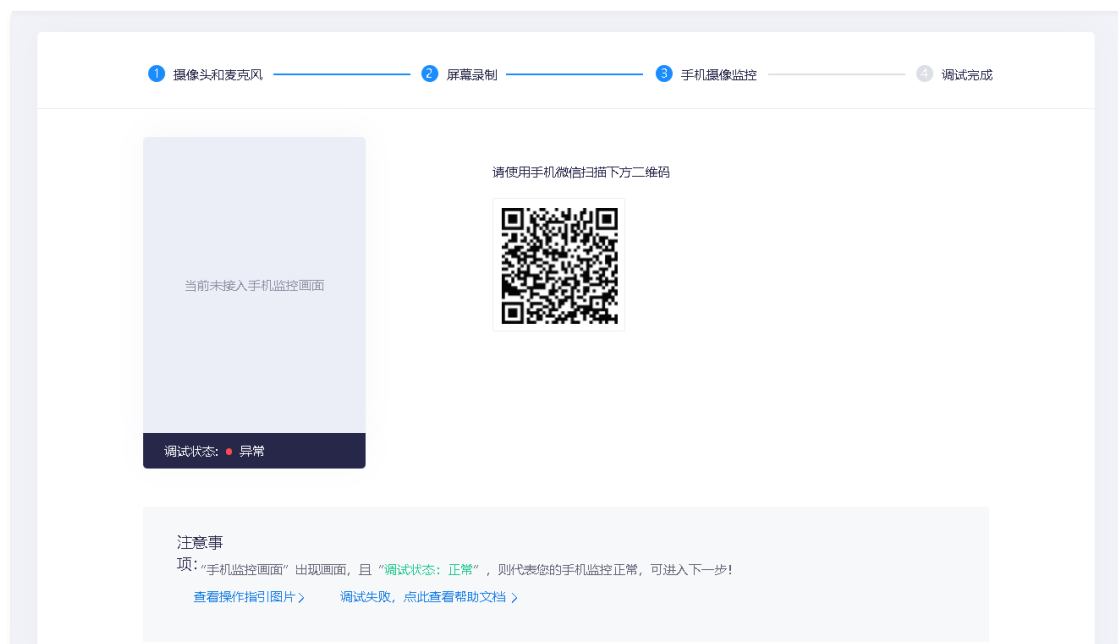 1 摄像头和麦克风 2 屏幕录制 3 手机摄像监控 4 调试完成
请使用手机微信扫描下方二维码
当前未接入手机监控画面
调试状态: 异常
注意事
项:
“手机监控画面”出现画面，且“调试状态：正常”，则代表您的手机监控正常，可进入下一步！
查看操作指引图片 > 调试失败，点此查看帮助文档 >